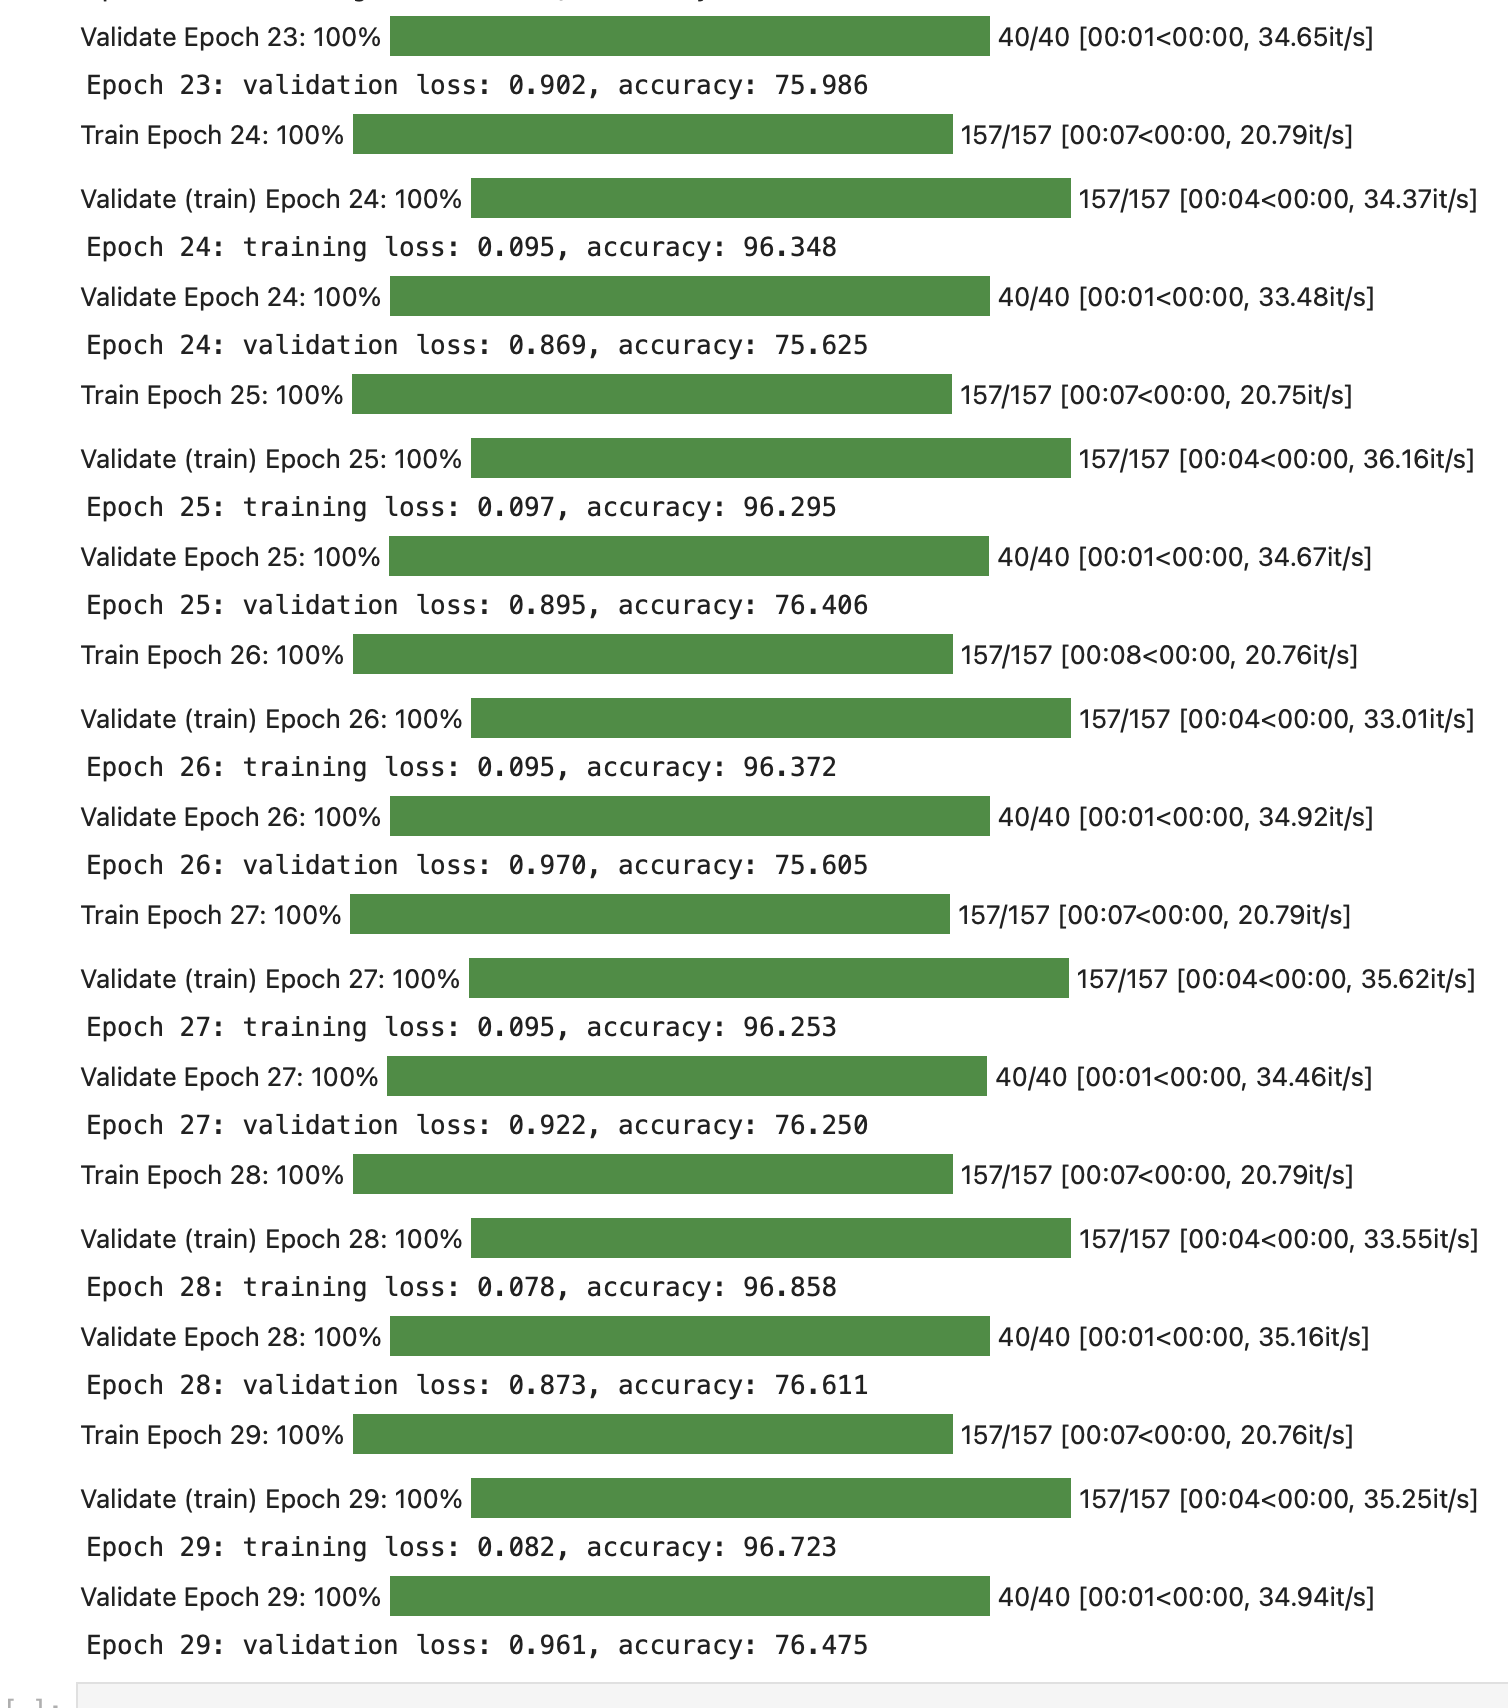 Validate Epoch 23: 100% 40/40 [00:01<00:00, 34.65it/s]
Epoch 23: validation loss: 0.902, accuracy: 75.986
Train Epoch 24: 100% 157/157 [00:07<00:00, 20.79it/s]
Validate (train) Epoch 24: 100% 157/157 [00:04<00:00, 34.37it/s]
Epoch 24: training loss: 0.095, accuracy: 96.348
Validate Epoch 24: 100% 40/40 [00:01<00:00, 33.48it/s]
Epoch 24: validation loss: 0.869, accuracy: 75.625
Train Epoch 25: 100% 157/157 [00:07<00:00, 20.75it/s]
Validate (train) Epoch 25: 100% 157/157 [00:04<00:00, 36.16it/s]
Epoch 25: training loss: 0.097, accuracy: 96.295
Validate Epoch 25: 100% 40/40 [00:01<00:00, 34.67it/s]
Epoch 25: validation loss: 0.895, accuracy: 76.406
Train Epoch 26: 100% 157/157 [00:08<00:00, 20.76it/s]
Validate (train) Epoch 26: 100% 157/157 [00:04<00:00, 33.01it/s]
Epoch 26: training loss: 0.095, accuracy: 96.372
Validate Epoch 26: 100% 40/40 [00:01<00:00, 34.92it/s]
Epoch 26: validation loss: 0.970, accuracy: 75.605
Train Epoch 27: 100% 157/157 [00:07<00:00, 20.79it/s]
Validate (train) Epoch 27: 100% 157/157 [00:04<00:00, 35.62it/s]
Epoch 27: training loss: 0.095, accuracy: 96.253
Validate Epoch 27: 100% 40/40 [00:01<00:00, 34.46it/s]
Epoch 27: validation loss: 0.922, accuracy: 76.250
Train Epoch 28: 100% 157/157 [00:07<00:00, 20.79it/s]
Validate (train) Epoch 28: 100% 157/157 [00:04<00:00, 33.55it/s]
Epoch 28: training loss: 0.078, accuracy: 96.858
Validate Epoch 28: 100% 40/40 [00:01<00:00, 35.16it/s]
Epoch 28: validation loss: 0.873, accuracy: 76.611
Train Epoch 29: 100% 157/157 [00:07<00:00, 20.76it/s]
Validate (train) Epoch 29: 100% 157/157 [00:04<00:00, 35.25it/s]
Epoch 29: training loss: 0.082, accuracy: 96.723
Validate Epoch 29: 100% 40/40 [00:01<00:00, 34.94it/s]
Epoch 29: validation loss: 0.961, accuracy: 76.475